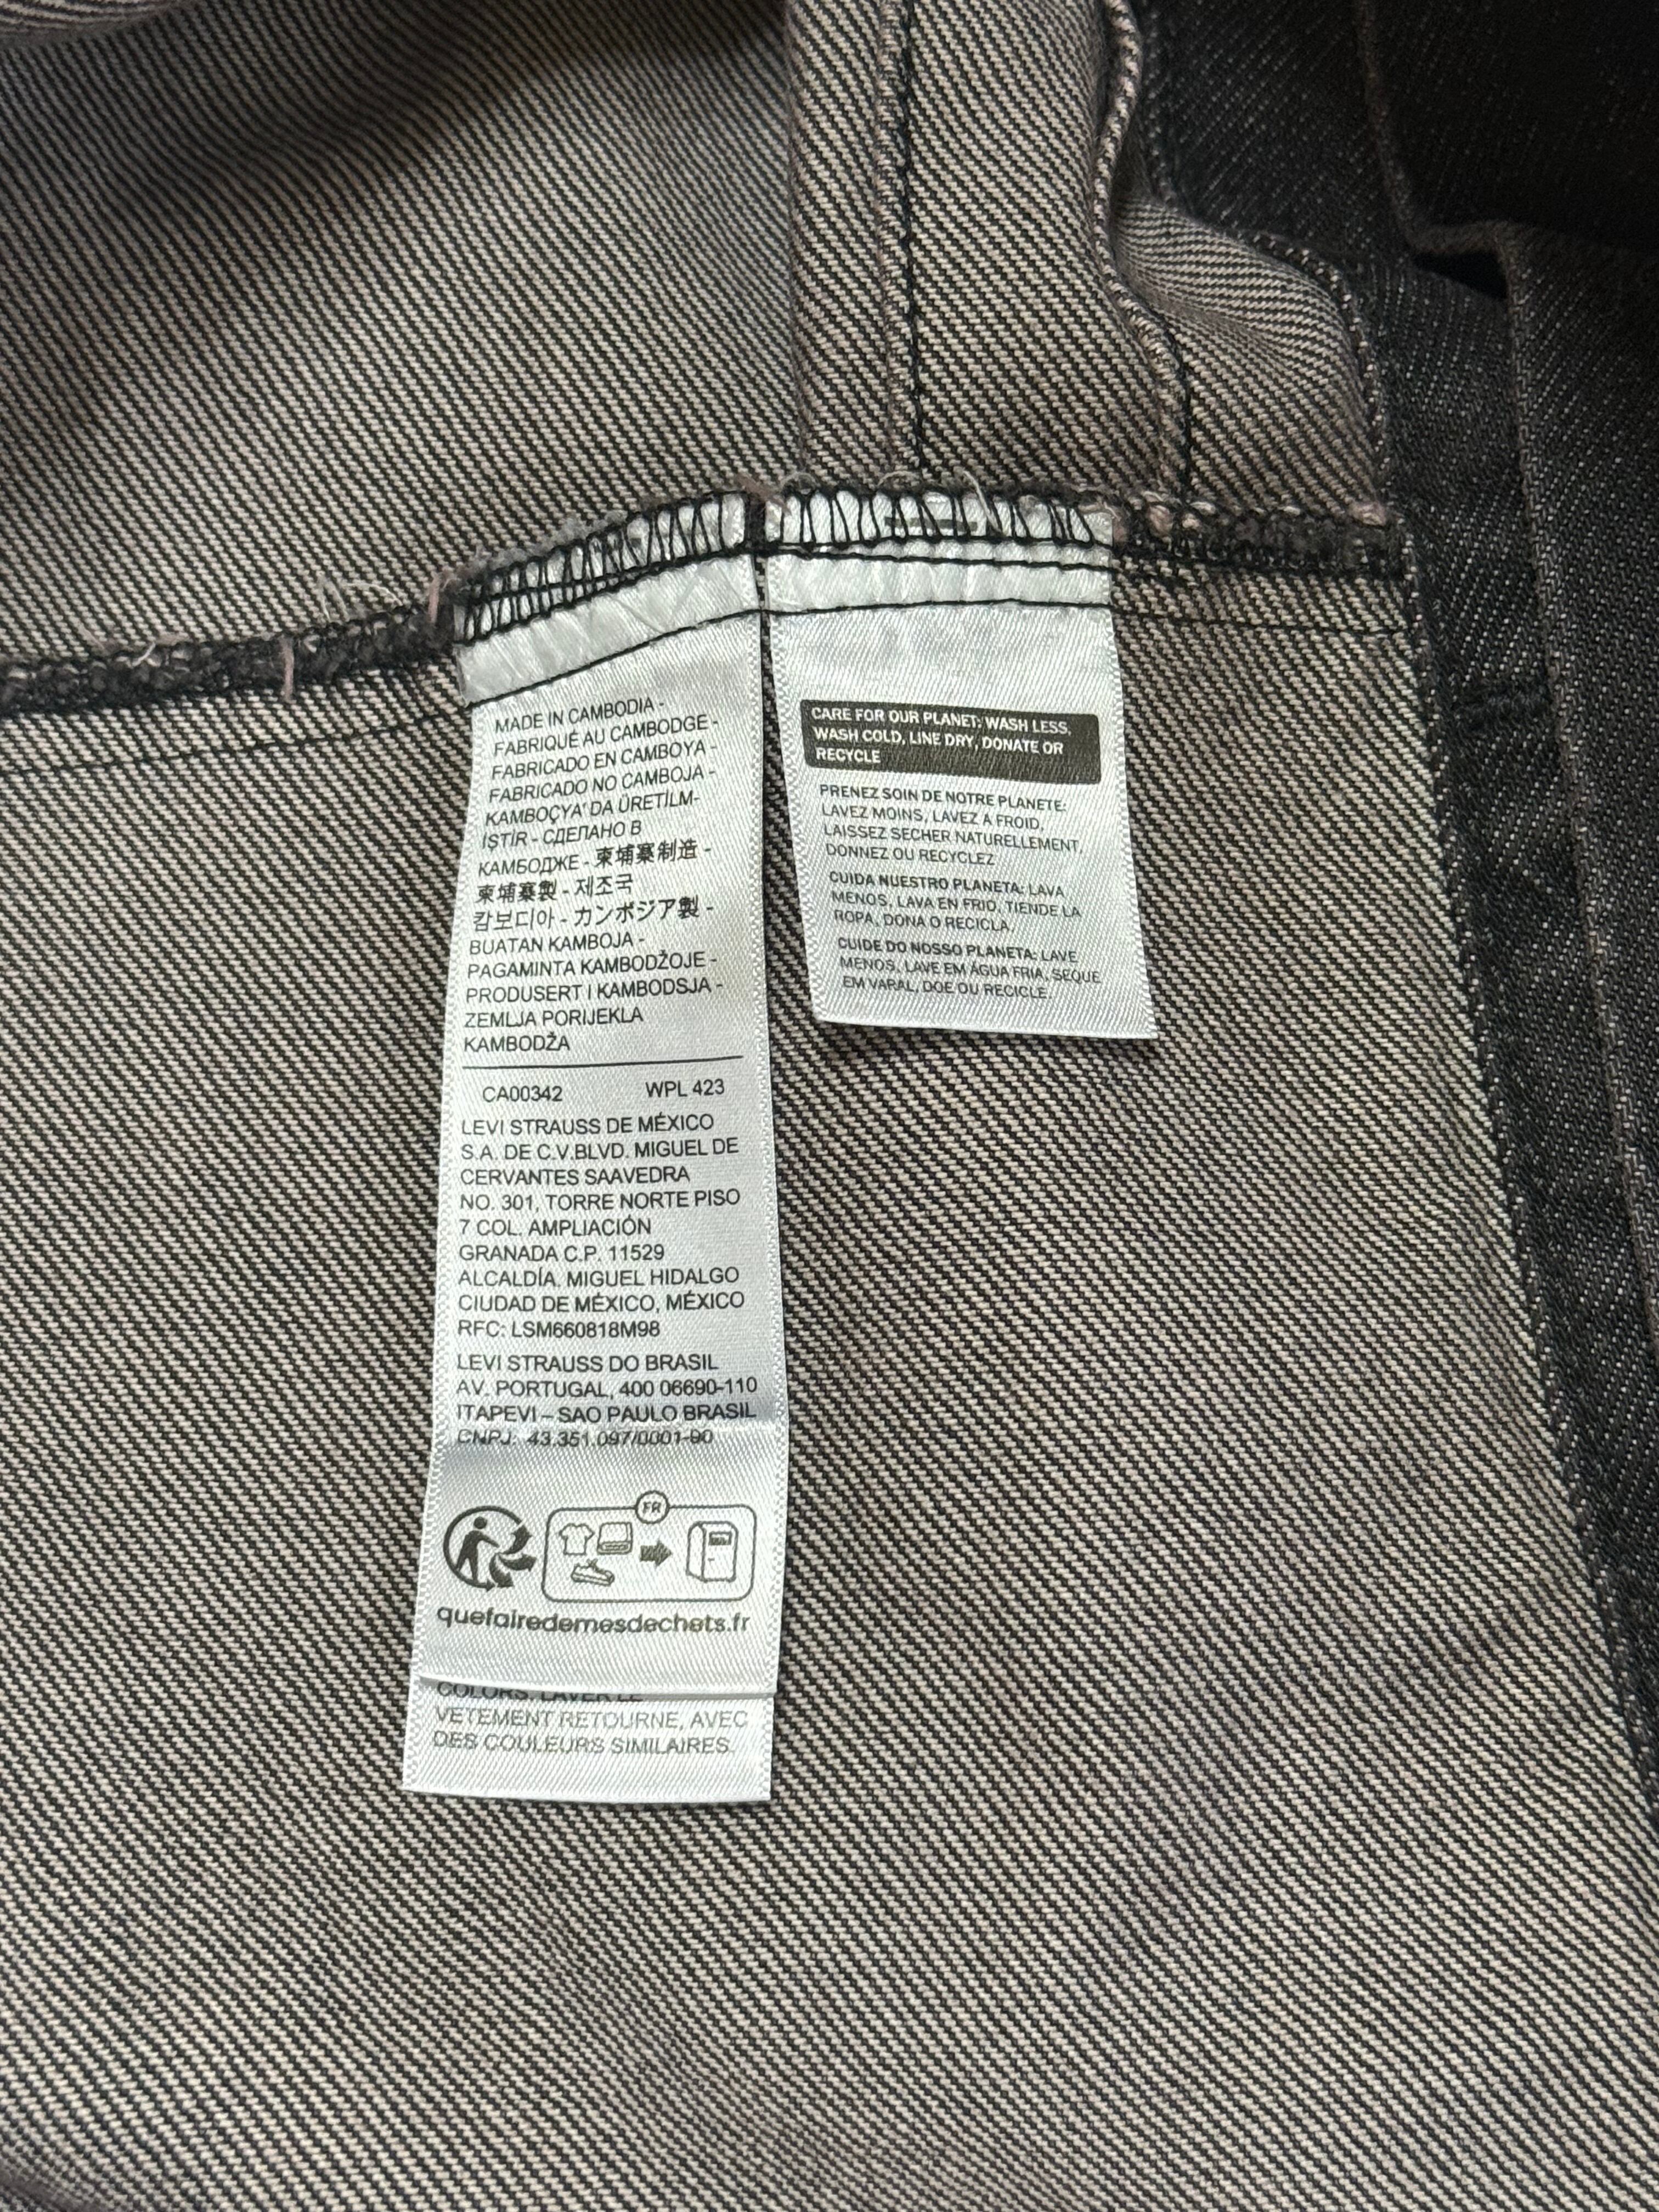 MADE IN CAMBODIA -
FABRIQUÉ AU CAMBODGE -
FABRICADO EN CAMBOYA -
FABRICADO NO CAMBOJA -
KAMBOÇYA' DA ÜRETİLM-
İŞTİR - СДЕЛАНО В
КАМБОДЖЕ - 柬埔寨制造 -
柬埔寨製 - 제조국
캄보디아 - カンボジア製 -
BUATAN KAMBOJA -
PAGAMINTA KAMBODŽOJE -
PRODUSERT I KAMBODSJA -
ZEMLJA PORIJEKLA
KAMBODŽA
CA00342 WPL 423
LEVI STRAUSS DE MÉXICO
S.A. DE C.V.BLVD. MIGUEL DE
CERVANTES SAAVEDRA
NO. 301, TORRE NORTE PISO
7 COL. AMPLIACIÓN
GRANADA C.P. 11529
ALCALDÍA. MIGUEL HIDALGO
CIUDAD DE MÉXICO, MÉXICO
RFC: LSM660818M98
LEVI STRAUSS DO BRASIL
AV. PORTUGAL, 400 06690-110
ITAPEVI – SAO PAULO BRASIL
CNPJ: 43.351.097/0001-90
FR
quefairedemesdechets.fr
COLORS. LAVER LE
VETEMENT RETOURNE, AVEC
DES COULEURS SIMILAIRES.
CARE FOR OUR PLANET: WASH LESS,
WASH COLD, LINE DRY, DONATE OR
RECYCLE
PRENEZ SOIN DE NOTRE PLANETE:
LAVEZ MOINS, LAVEZ A FROID,
LAISSEZ SECHER NATURELLEMENT,
DONNEZ OU RECYCLEZ
CUIDA NUESTRO PLANETA: LAVA
MENOS, LAVA EN FRIO, TIENDE LA
ROPA, DONA O RECICLA.
CUIDE DO NOSSO PLANETA: LAVE
MENOS, LAVE EM ÁGUA FRIA, SEQUE
EM VARAL, DOE OU RECICLE.